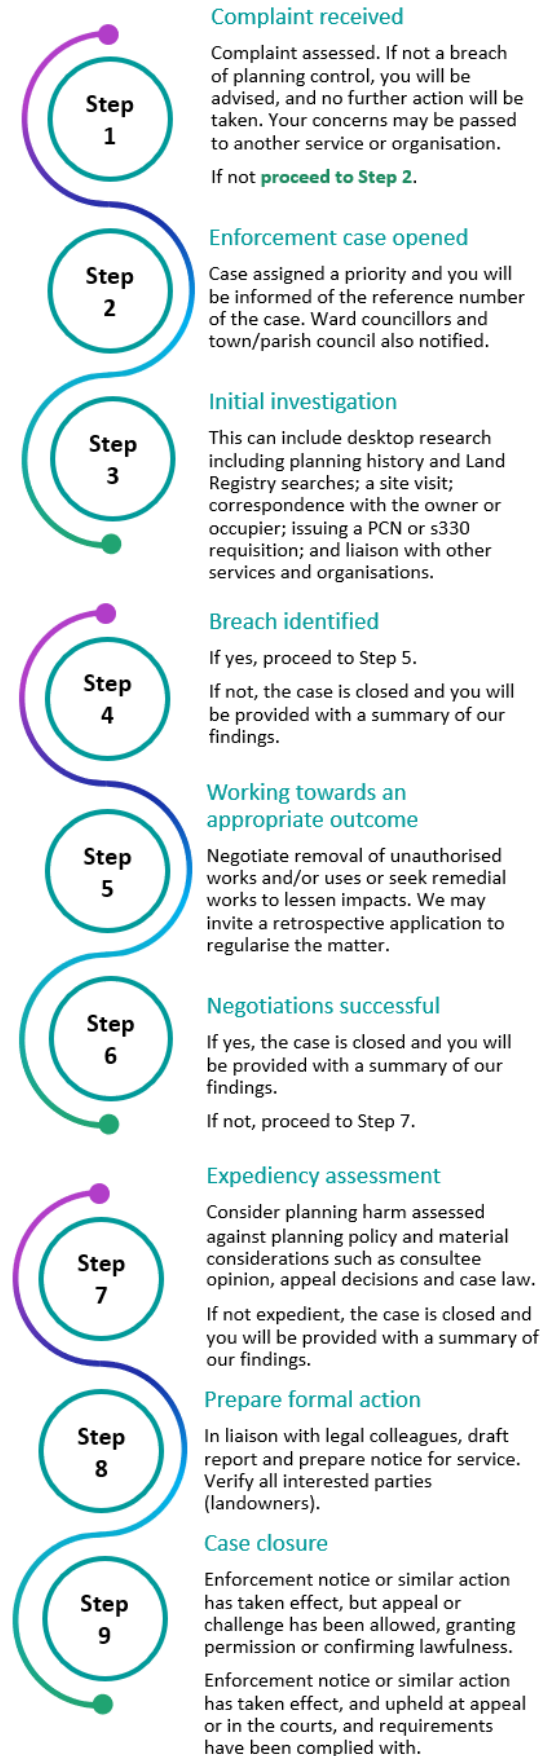 Complaint received
Step
1
Complaint assessed. If not a breach
of planning control, you will be
advised, and no further action will be
taken. Your concerns may be passed
to another service or organisation.
If not proceed to Step 2.
Enforcement case opened
Step
2
Case assigned a priority and you will
be informed of the reference number
of the case. Ward councillors and
town/parish council also notified.
Initial investigation
Step
3
This can include desktop research
including planning history and Land
Registry searches; a site visit;
correspondence with the owner or
occupier; issuing a PCN or s330
requisition; and liaison with other
services and organisations.
Breach identified
Step
4
If yes, proceed to Step 5.
If not, the case is closed and you will
be provided with a summary of our
findings.
Working towards an
appropriate outcome
Step
5
Negotiate removal of unauthorised
works and/or uses or seek remedial
works to lessen impacts. We may
invite a retrospective application to
regularise the matter.
Negotiations successful
Step
6
If yes, the case is closed and you will
be provided with a summary of our
findings.
If not, proceed to Step 7.
Expediency assessment
Step
7
Consider planning harm assessed
against planning policy and material
considerations such as consultee
opinion, appeal decisions and case law.
If not expedient, the case is closed and
you will be provided with a summary of
our findings.
Prepare formal action
Step
8
In liaison with legal colleagues, draft
report and prepare notice for service.
Verify all interested parties
(landowners).
Case closure
Step
9
Enforcement notice or similar action
has taken effect, but appeal or
challenge has been allowed, granting
permission or confirming lawfulness.
Enforcement notice or similar action
has taken effect, and upheld at appeal
or in the courts, and requirements
have been complied with.